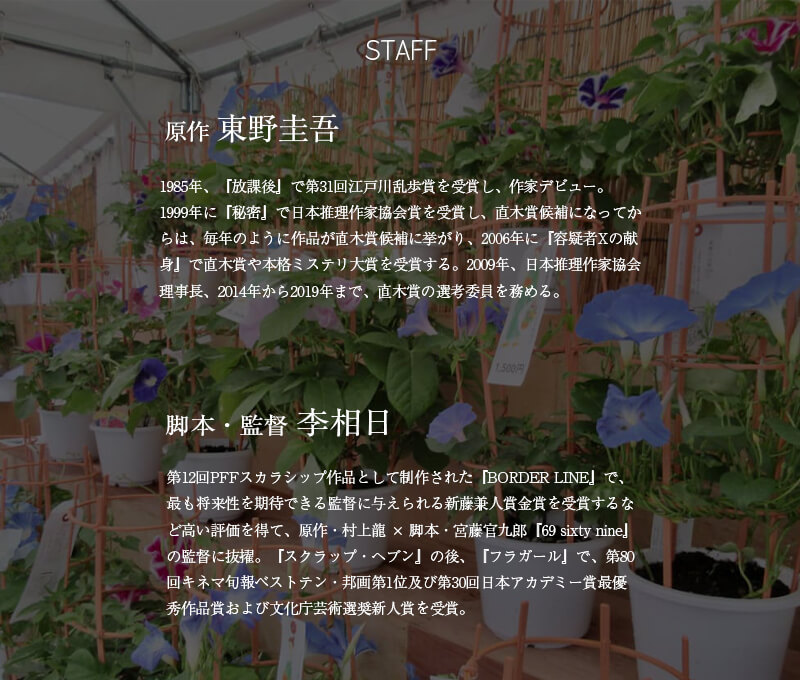 STAFF
原作 東野圭吾
1985年、『放課後』で第31回江戸川乱歩賞を受賞し、作家デビュー。
1999年に『秘密』で日本推理作家協会賞を受賞し、直木賞候補になってか
らは、毎年のように作品が直木賞候補に挙がり、2006年に『容疑者Xの献
身』で直木賞や本格ミステリ大賞を受賞する。2009年、日本推理作家協会
理事長、2014年から2019年まで、直木賞の選考委員を務める。
1,500円
脚本・監督 李相日
第12回PFFスカラシップ作品として制作された『BORDER LINE』で、
最も将来性を期待できる監督に与えられる新藤兼人賞金賞を受賞するな
ど高い評価を得て、原作・村上龍 × 脚本・宮藤官九郎『69 sixty nine』
の監督に抜擢。『スクラップ・ヘブン』の後、『フラガール』で、第80
回キネマ旬報ベストテン・邦画第1位及び第30回日本アカデミー賞最優
秀作品賞および文化庁芸術選奨新人賞を受賞。